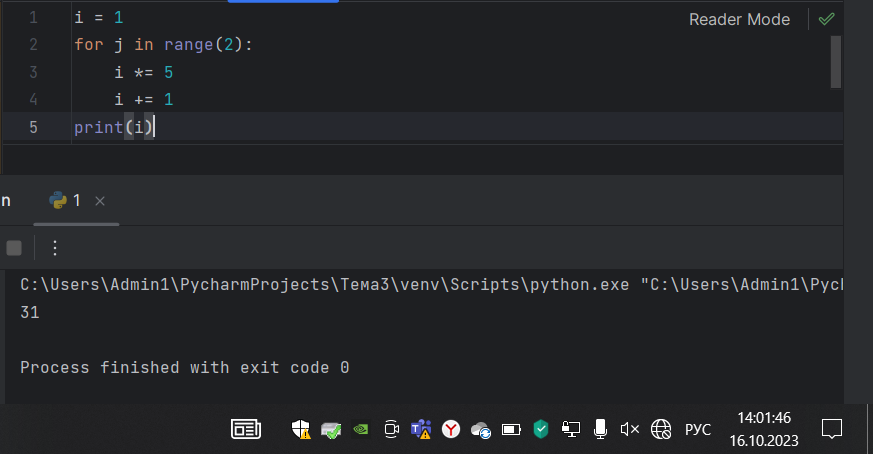 Reader Mode
1 i = 1
2 for j in range(2):
3     i *= 5
4     i += 1
5 print(i)
n
1
C:\Users\Admin1\PycharmProjects\Тема3\venv\Scripts\python.exe "C:\Users\Admin1\Pych
31
Process finished with exit code 0
РУС
14:01:46
16.10.2023